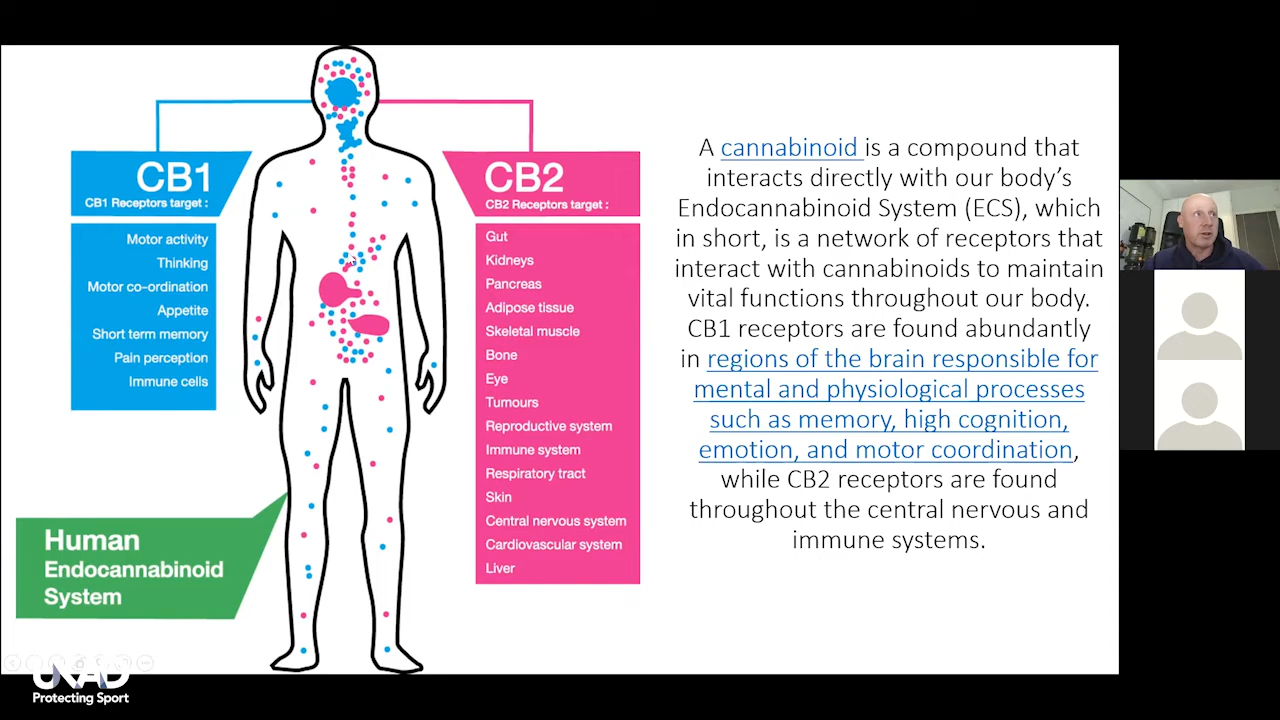 CB1
CB1 Receptors target :
Motor activity
Thinking
Motor co-ordination
Appetite
Short term memory
Pain perception
Immune cells
CB2
CB2 Receptors target :
Gut
Kidneys
Pancreas
Adipose tissue
Skeletal muscle
Bone
Eye
Tumours
Reproductive system
Immune system
Respiratory tract
Skin
Central nervous system
Cardiovascular system
Liver
Human
Endocannabinoid
System
A cannabinoid is a compound that
interacts directly with our body’s
Endocannabinoid System (ECS), which
in short, is a network of receptors that
interact with cannabinoids to maintain
vital functions throughout our body.
CB1 receptors are found abundantly
in regions of the brain responsible for
mental and physiological processes
such as memory, high cognition,
emotion, and motor coordination,
while CB2 receptors are found
throughout the central nervous and
immune systems.
UKAD
Protecting Sport